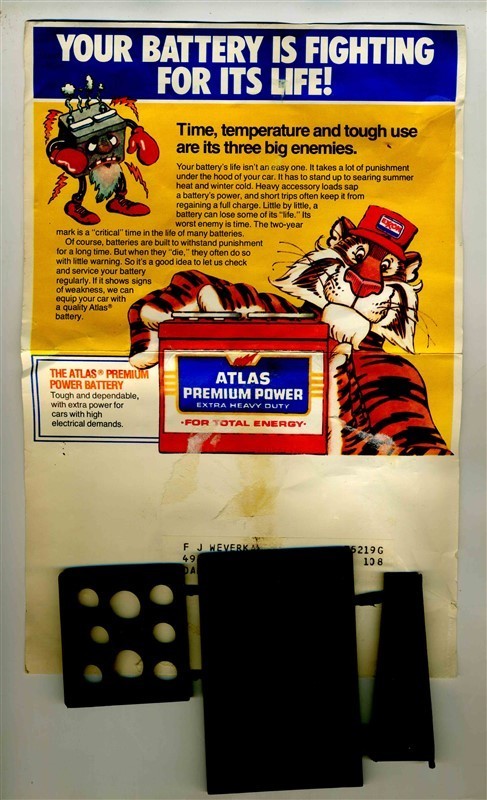 YOUR BATTERY IS FIGHTING
FOR ITS LIFE!
Time, temperature and tough use
are its three big enemies.
Your battery's life isn't an easy one. It takes a lot of punishment
under the hood of your car. It has to stand up to searing summer
heat and winter cold. Heavy accessory loads sap
a battery's power, and short trips often keep it from
regaining a full charge. Little by little, a
battery can lose some of its "life." Its
worst enemy is time. The two-year
mark is a "critical" time in the life of many batteries.
Of course, batteries are built to withstand punishment
for a long time. But when they "die," they often do so
with little warning. So it's a good idea to let us check
and service your battery
regularly. If it shows signs
of weakness, we can
equip your car with
a quality Atlas®
battery.
EXXON
THE ATLAS® PREMIUM
POWER BATTERY
Tough and dependable,
with extra power for
cars with high
electrical demands.
ATLAS
PREMIUM POWER
EXTRA HEAVY DUTY
·FOR TOTAL ENERGY·
F J WEVERKA 5219G
49 108